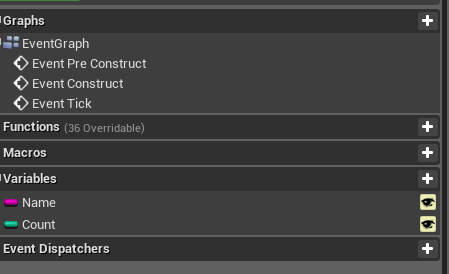 Graphs
EventGraph
Event Pre Construct
Event Construct
Event Tick
Functions (36 Overridable)
Macros
Variables
Name
Count
Event Dispatchers